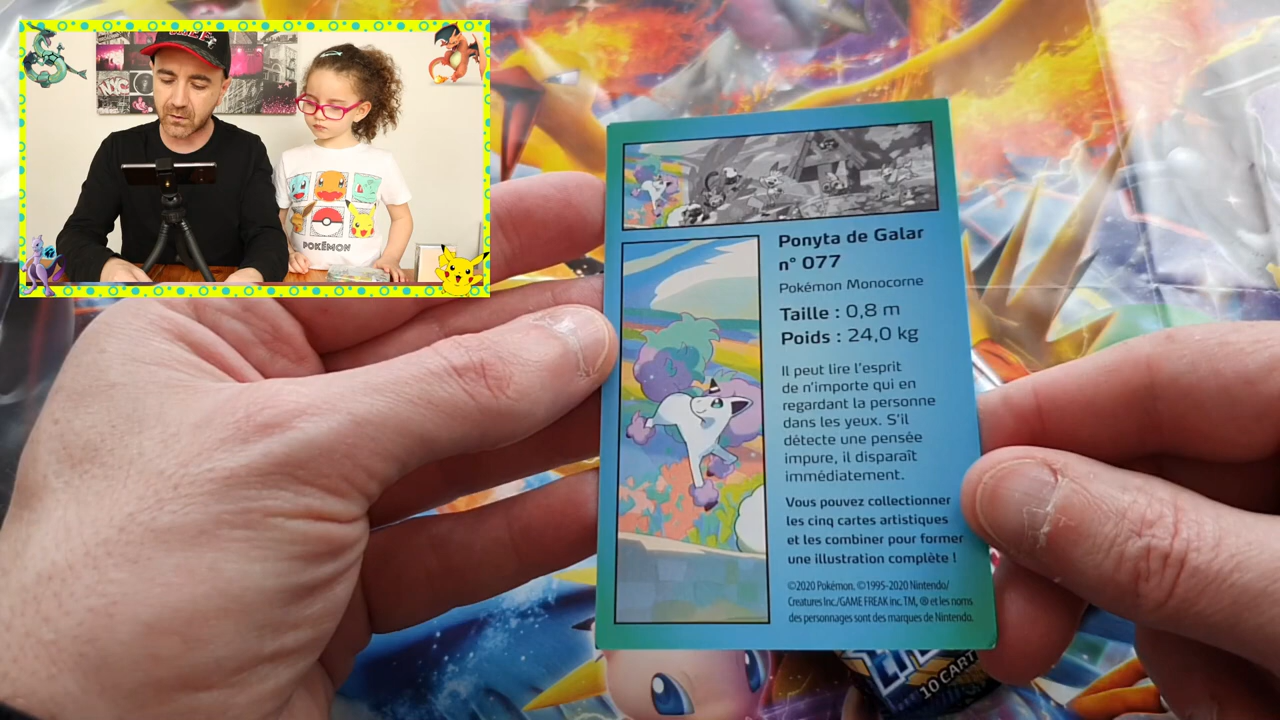 POKÉMON
Ponyta de Galar
n° 077
Pokémon Monocorne
Taille : 0,8 m
Poids : 24,0 kg
Il peut lire l'esprit
de n'importe qui en
regardant la personne
dans les yeux. S'il
détecte une pensée
impure, il disparaît
immédiatement.
Vous pouvez collectionner
les cinq cartes artistiques
et les combiner pour former
une illustration complète !
©2020 Pokémon. ©1995-2020 Nintendo/
Creatures Inc./GAME FREAK inc. TM, ® et les noms
des personnages sont des marques de Nintendo.
10 CART